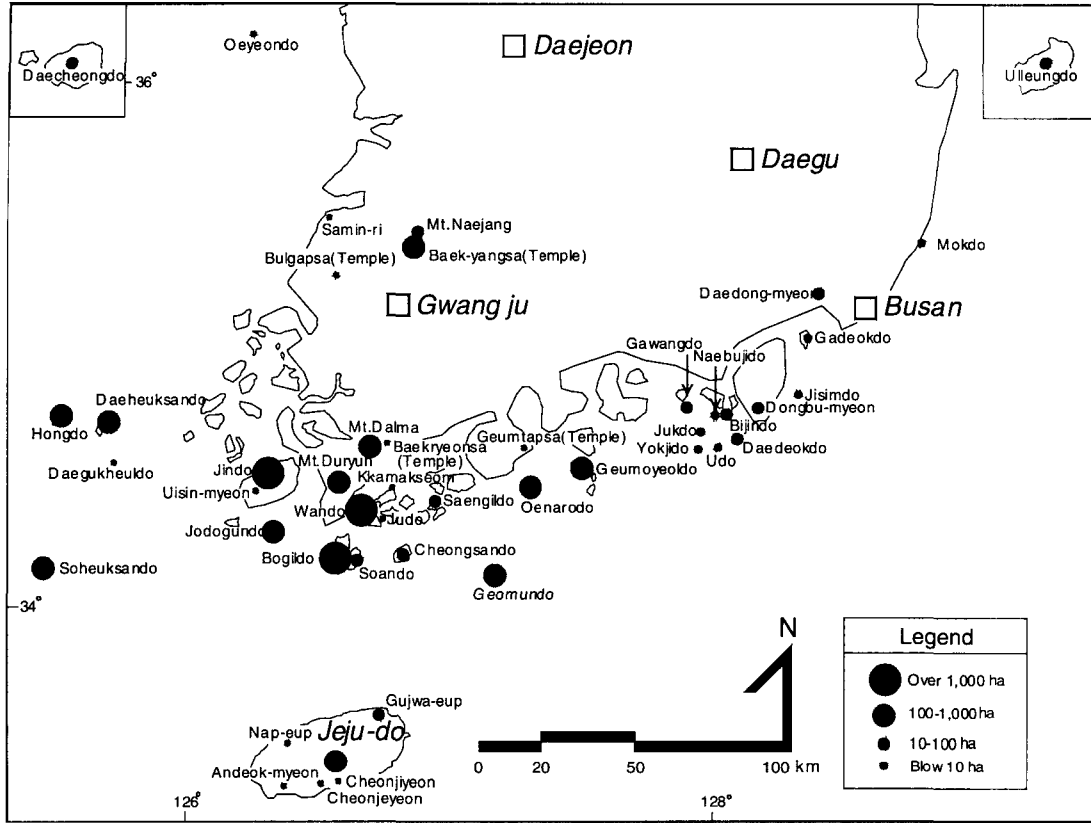 Oeyeondo
Daejeon
Daecheongdo
36°
Ulleungdo
Daegu
Samin-ri
Mt.Naejang
Baek-yangsa(Temple)
Bulgapsa(Temple)
Mokdo
Gwang ju
Daedong-myeon
Busan
Gadeokdo
Gawangdo
Naebujido
Jisimdo
Dongbu-myeon
Bijindo
Jukdo
Yokjido
Udo
Daedeokdo
Daeheuksando
Hongdo
Daegukheuldo
Mt.Dalma
Baekryeonsa
(Temple)
Geumtapsa(Temple)
Geumoyeoldo
Jindo
Mt.Duryun
Kkamakseom
Uisin-myeon
Saengildo
Oenarodo
Wando
Judo
Jodogundo
Bogildo
Soando
Cheongsando
Soheuksando
Geomundo
34°
N
Legend
Over 1,000 ha
100-1,000 ha
10-100 ha
Blow 10 ha
Gujwa-eup
Nap-eup
Jeju-do
Andeok-myeon
Cheonjiyeon
Cheonjeyeon
0 20 50 100 km
126°
128°